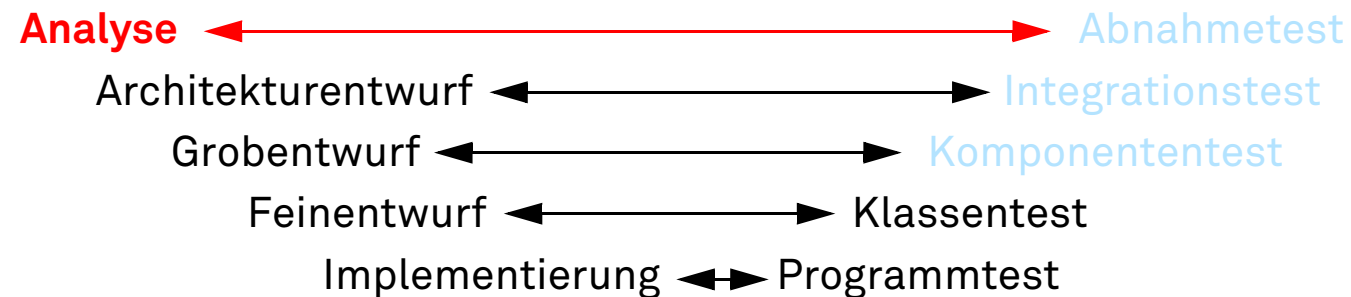 Analyse Abnahmetest
Architekturentwurf Integrationstest
Grobentwurf Komponententest
Feinentwurf Klassentest
Implementierung Programmtest